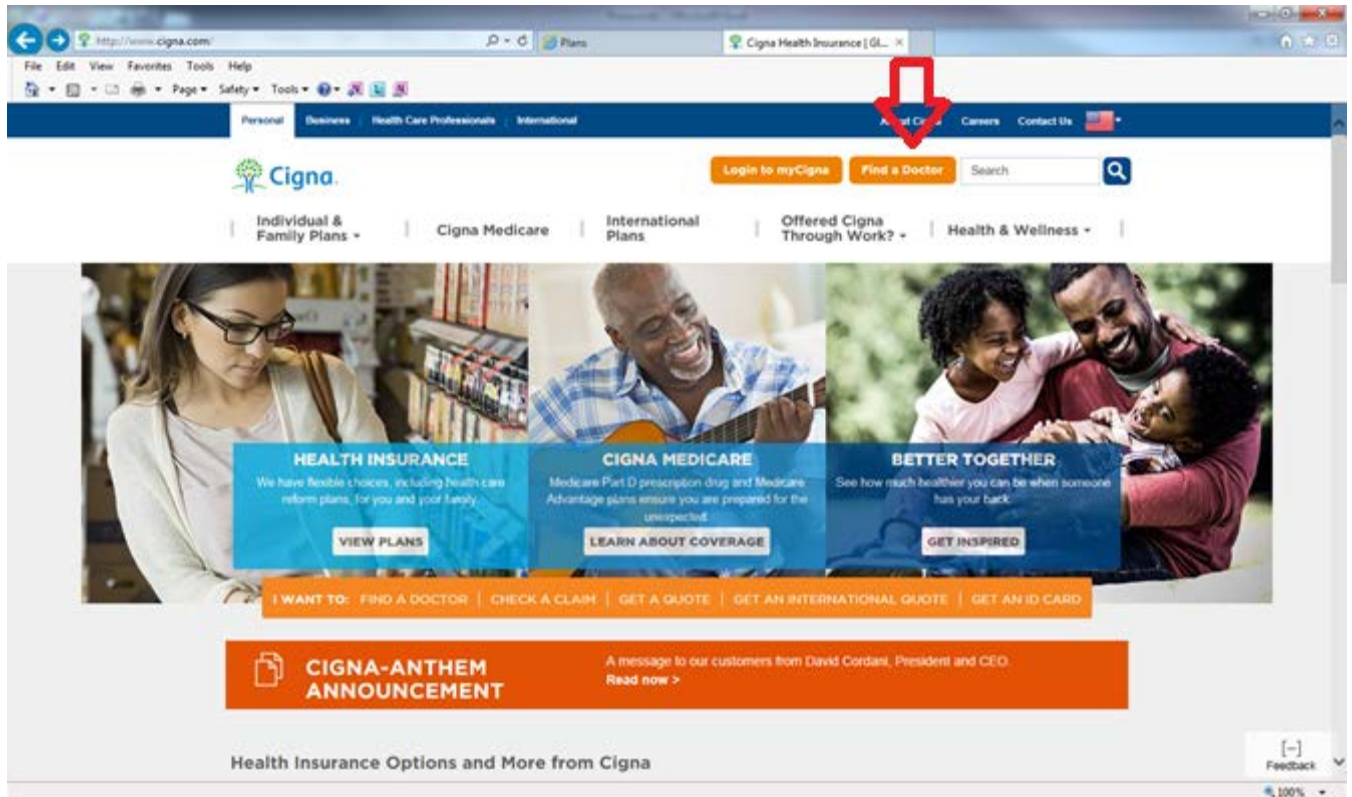 http://www.cigna.com/
Plans
Cigna Health Insurance | Gl...
File Edit View Favorites Tools Help
Page Safety Tools
Personal Business Health Care Professionals International
Careers Contact Us
Cigna.
Login to myCigna
Find a Doctor
Search
Individual & Family Plans
Cigna Medicare
International Plans
Offered Cigna Through Work?
Health & Wellness
HEALTH INSURANCE
We have flexible choices, including health care
reform plans, for you and your family.
VIEW PLANS
CIGNA MEDICARE
Medicare Part D prescription drug and Medicare
Advantage plans ensure you are prepared for the
unexpected.
LEARN ABOUT COVERAGE
BETTER TOGETHER
See how much healthier you can be when someone
has your back.
GET INSPIRED
I WANT TO: FIND A DOCTOR | CHECK A CLAIM | GET A QUOTE | GET AN INTERNATIONAL QUOTE | GET AN ID CARD
CIGNA-ANTHEM
ANNOUNCEMENT
A message to our customers from David Cordani, President and CEO.
Read now >
Health Insurance Options and More from Cigna
[–]
Feedback
100%